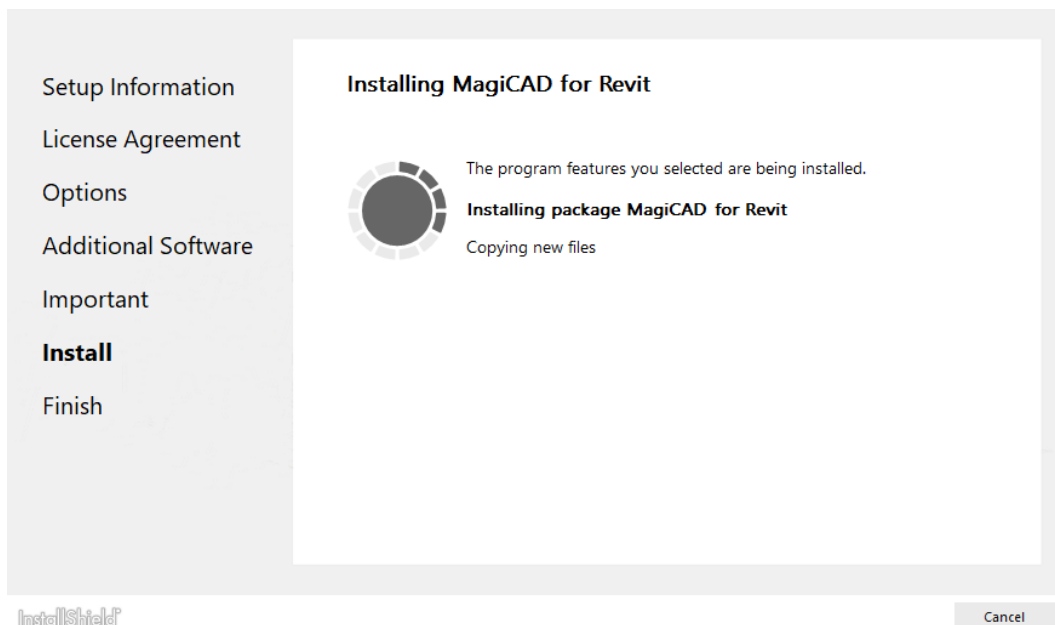 Setup Information
License Agreement
Options
Additional Software
Important
Install
Finish
Installing MagiCAD for Revit
The program features you selected are being installed.
Installing package MagiCAD for Revit
Copying new files
InstallShield
Cancel